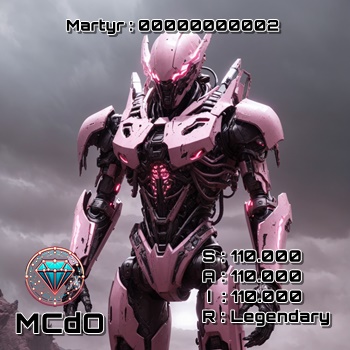 Martyr : 00000000002
S : 110.000
A : 110.000
I : 110.000
R : Legendary
MCdO